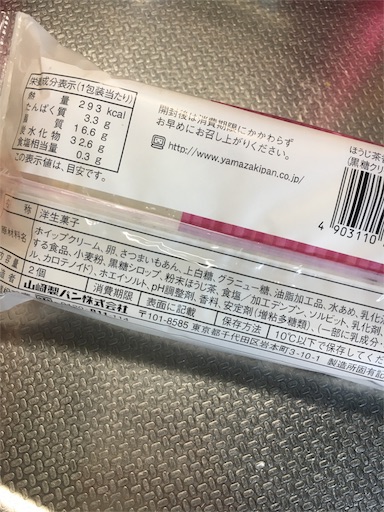 栄養成分表示(1包装当たり)
熱量 293 kcal
たんぱく質 3.3 g
脂質 16.6 g
炭水化物 32.6 g
食塩相当量 0.3 g
この表示値は、目安です。
開封後は消費期限にかかわらず
お早めにお召し上がりください。
http://www.yamazakipan.co.jp/
ほうじ茶
(黒糖クリ
4903110
称 洋生菓子
ホイップクリーム、卵、さつまいもあん、上白糖、グラニュー糖、油脂加工品、水あめ、乳化
する食品、小麦粉、黒糖シロップ、粉末ほうじ茶、食塩/加工デンプン、ソルビット、乳化
ル、カロテノイド)、ホエイソルト、pH調整剤、香料、安定剤(増粘多糖類)、(一部に乳成分
2個
消費期限 表面に記載 保存方法 10℃以下で保存してくだ
山崎製パン株式会社 〒101-8585 東京都千代田区岩本町3-10-1 製造所固有記